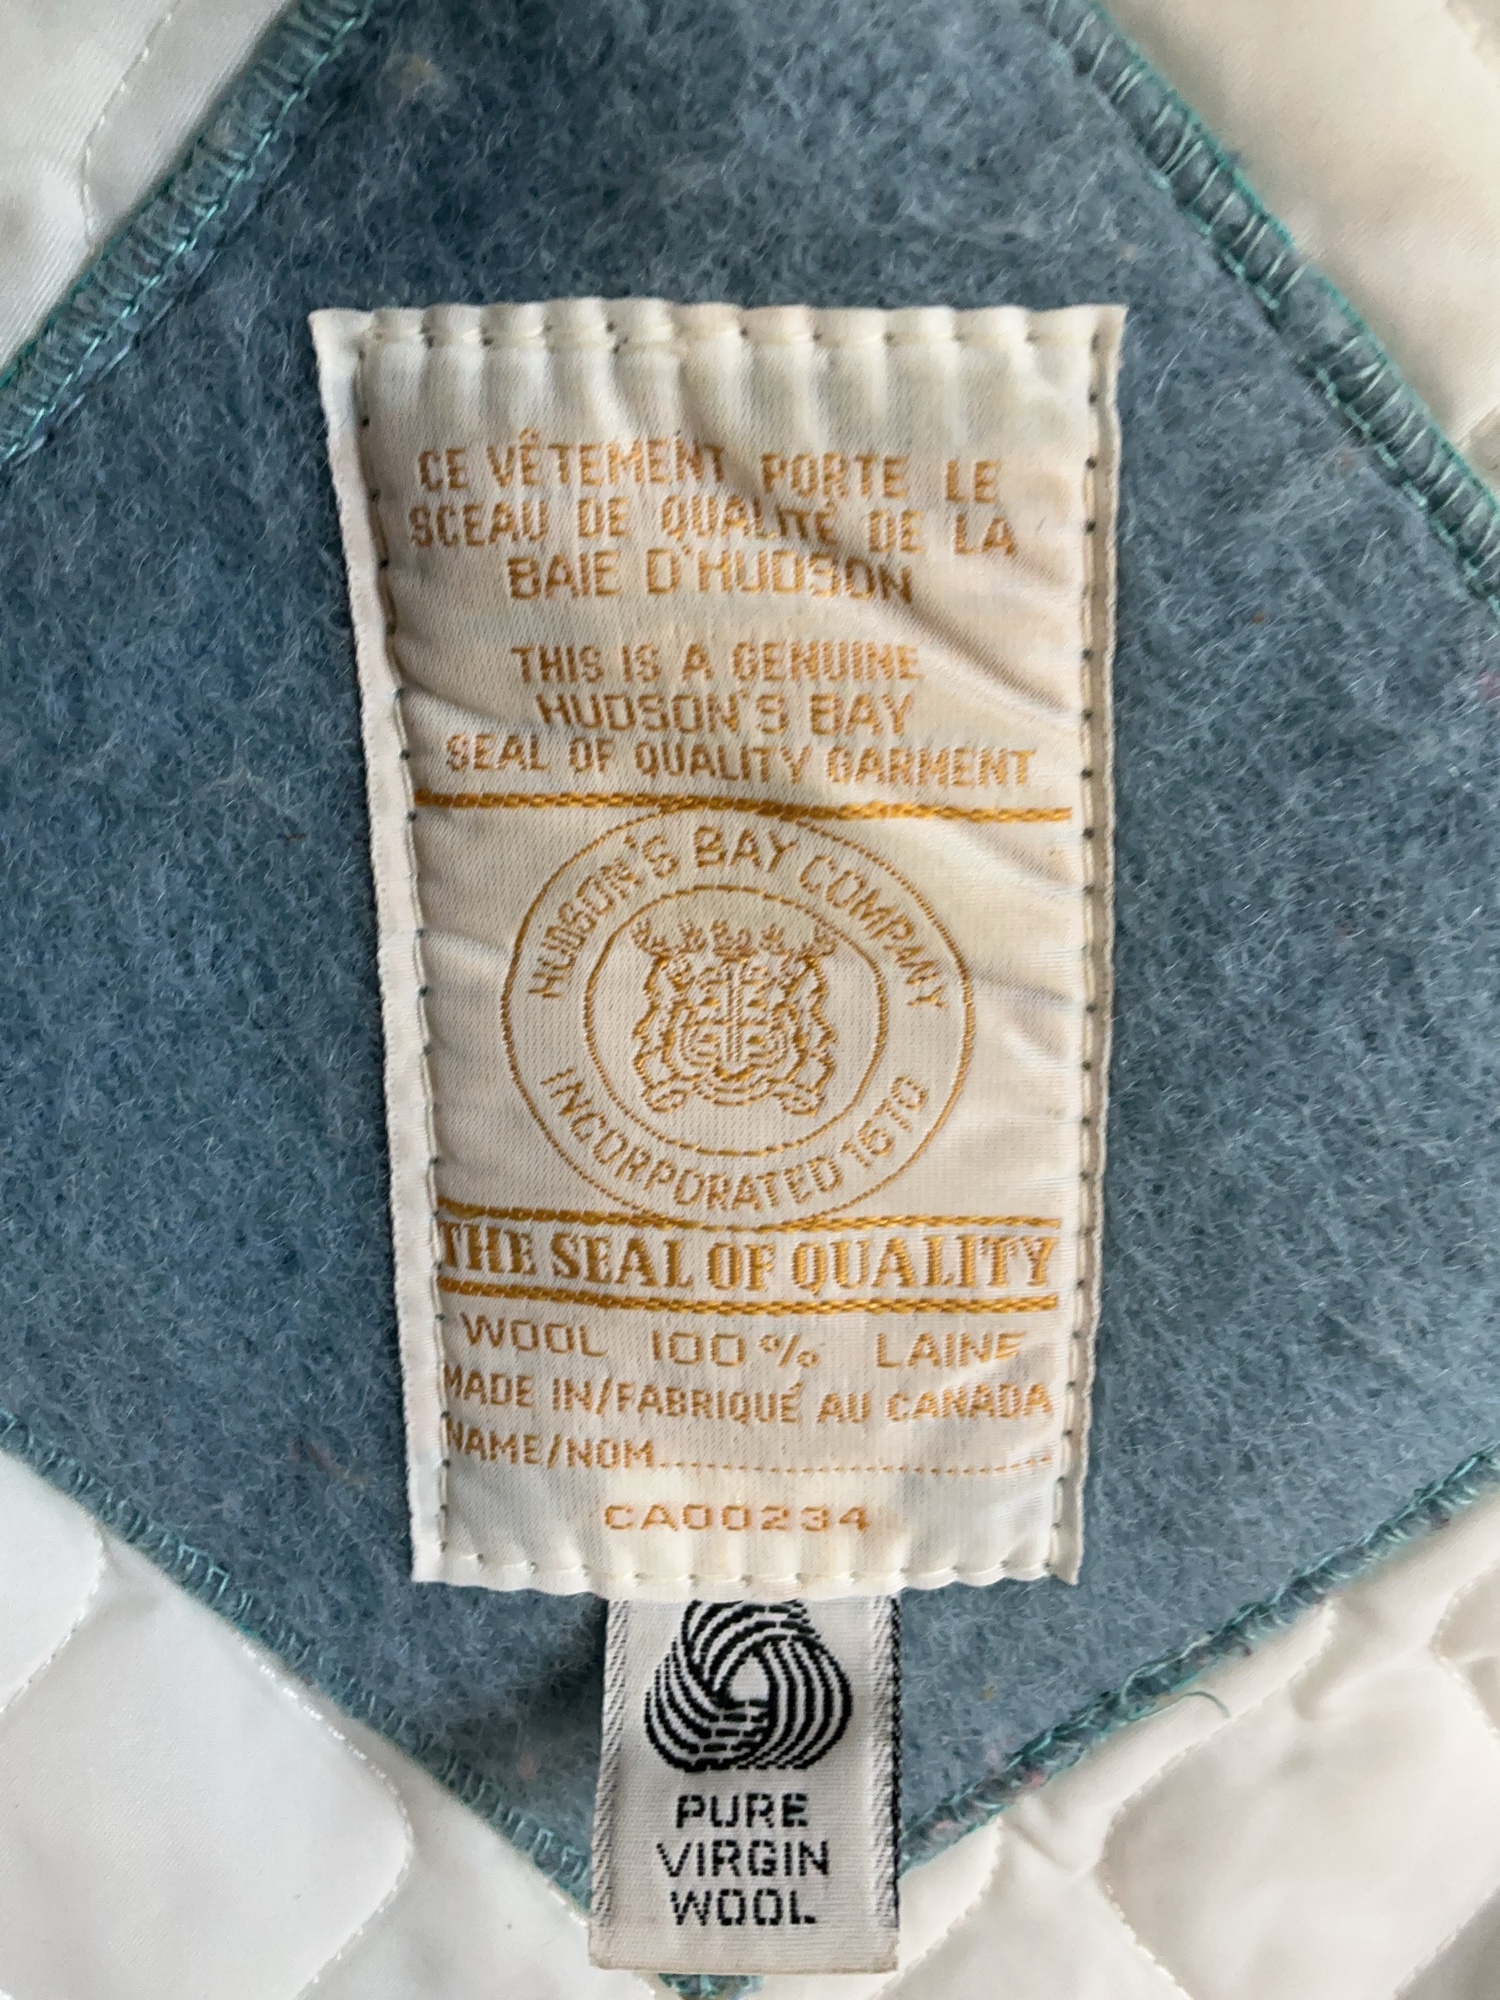 CE VÊTEMENT PORTE LE
SCEAU DE QUALITÉ DE LA
BAIE D'HUDSON
THIS IS A GENUINE
HUDSON'S BAY
SEAL OF QUALITY GARMENT
HUDSON'S BAY COMPANY
INCORPORATED 1670
THE SEAL OF QUALITY
WOOL 100% LAINE
MADE IN/FABRIQUÉ AU CANADA
NAME/NOM........................................
CA00234
PURE
VIRGIN
WOOL